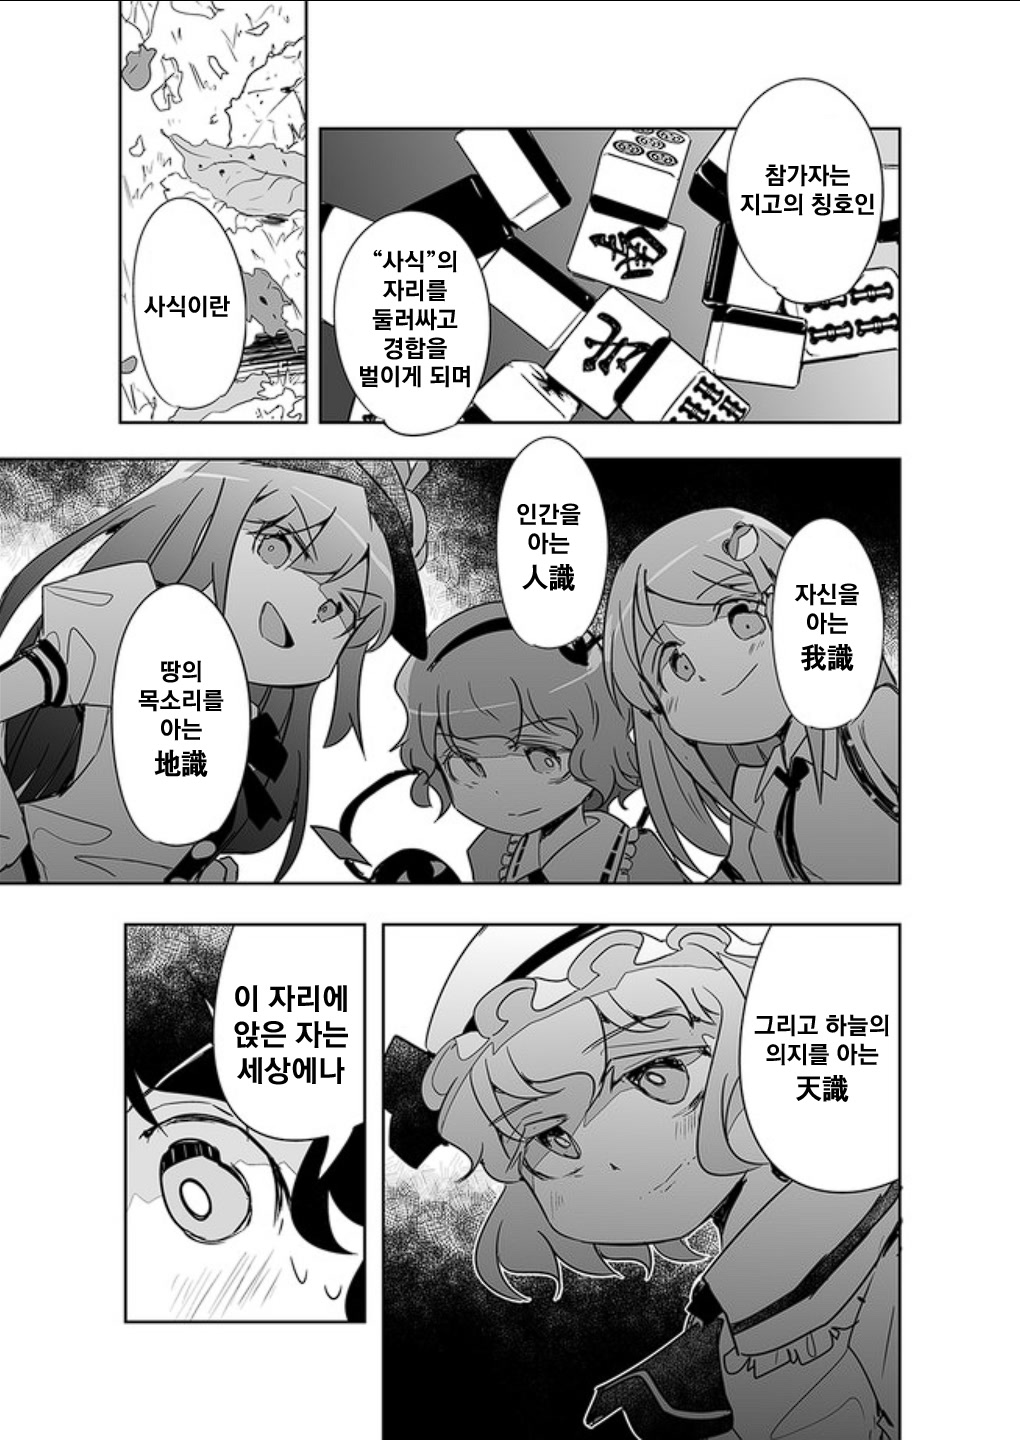 참가자는
지고의 칭호인
“사식”의
자리를
둘러싸고
경합을
벌이게 되며
사식이란
자신을
아는
我識
인간을
아는
人識
땅의
목소리를
아는
地識
그리고 하늘의
의지를 아는
天識
이 자리에
앉은 자는
세상에나